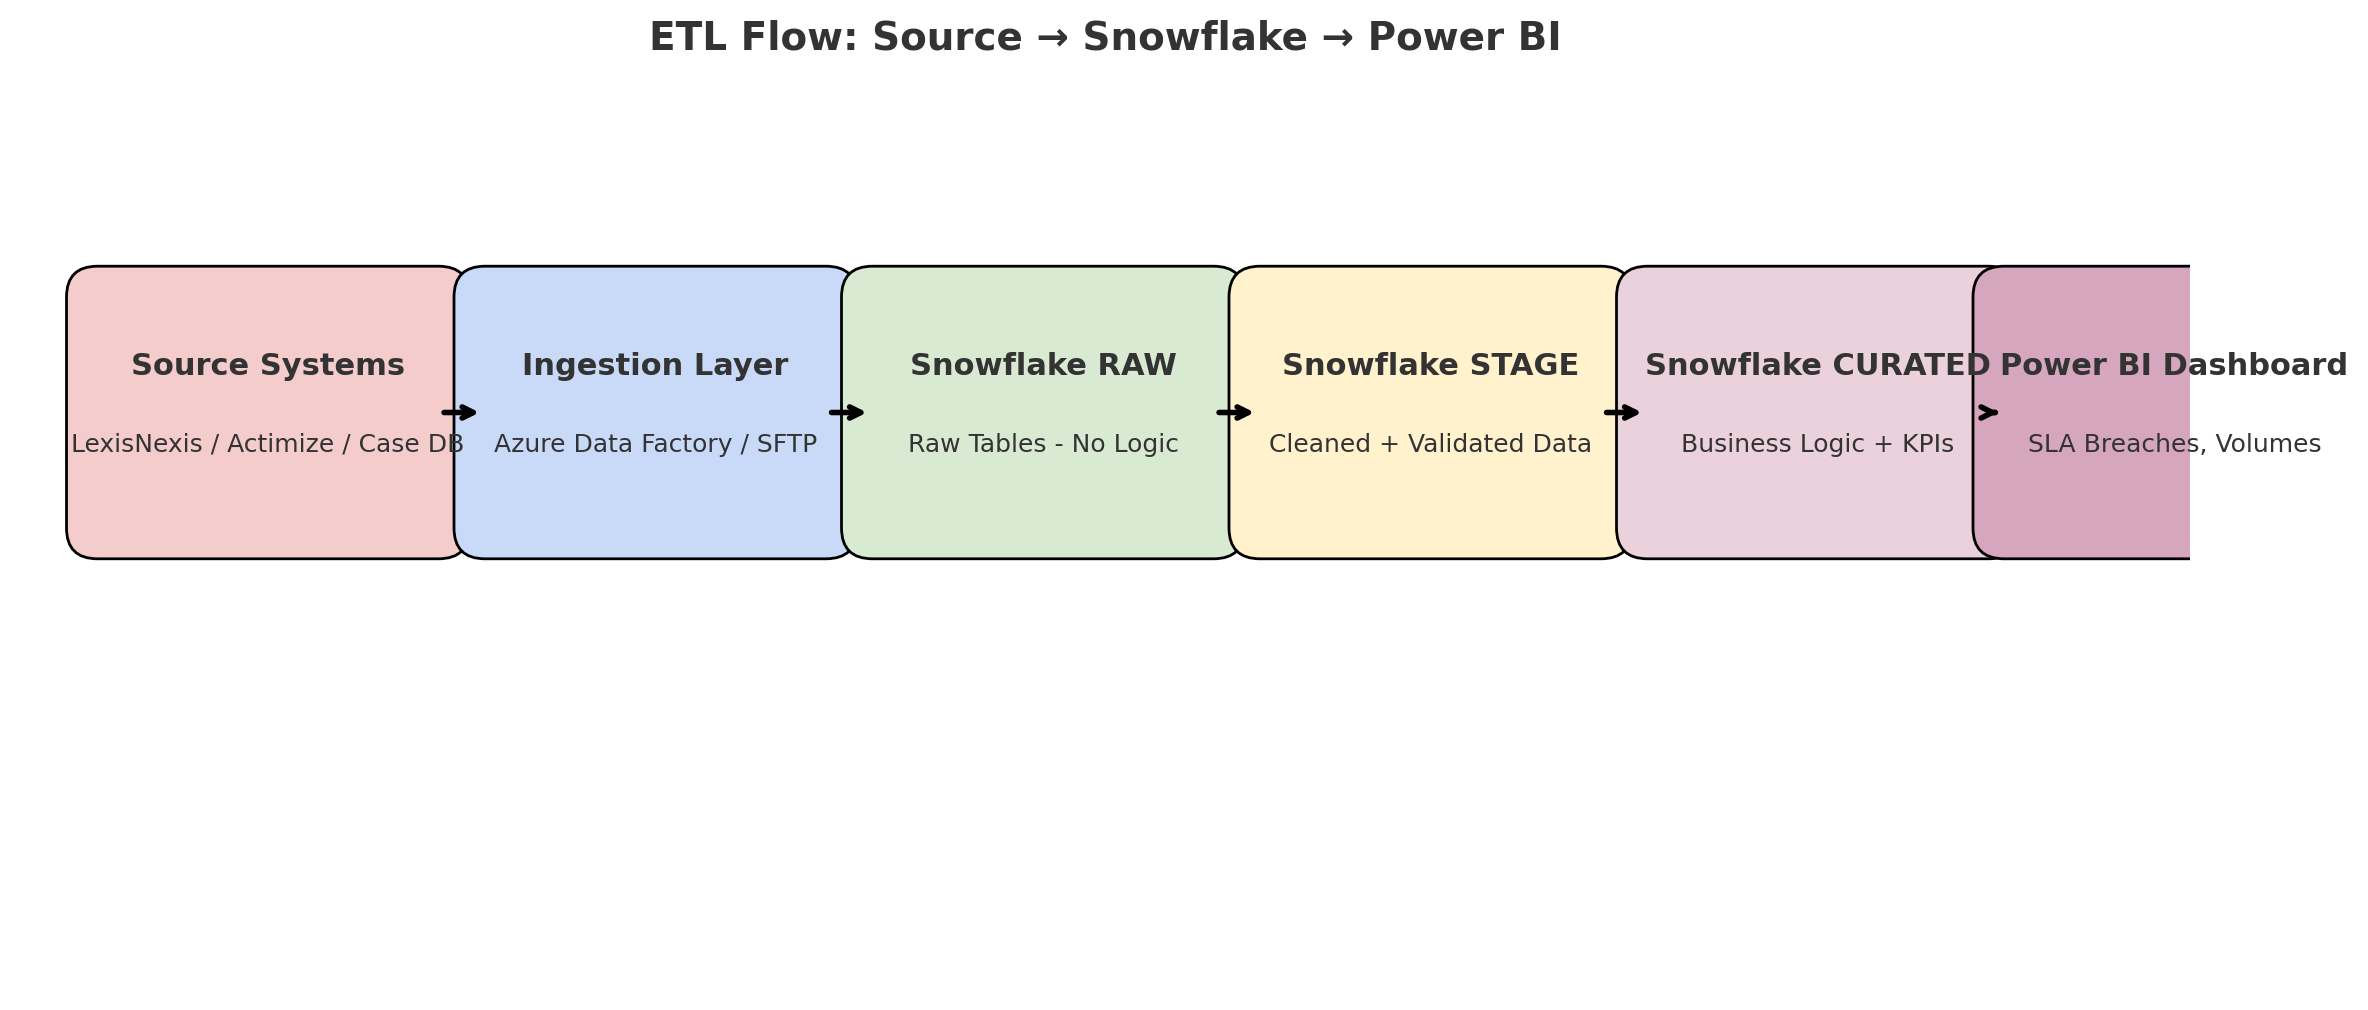 ETL Flow: Source → Snowflake → Power BI
Source Systems
LexisNexis / Actimize / Case DB
Ingestion Layer
Azure Data Factory / SFTP
Snowflake RAW
Raw Tables - No Logic
Snowflake STAGE
Cleaned + Validated Data
Snowflake CURATED
Business Logic + KPIs
Power BI Dashboard
SLA Breaches, Volumes